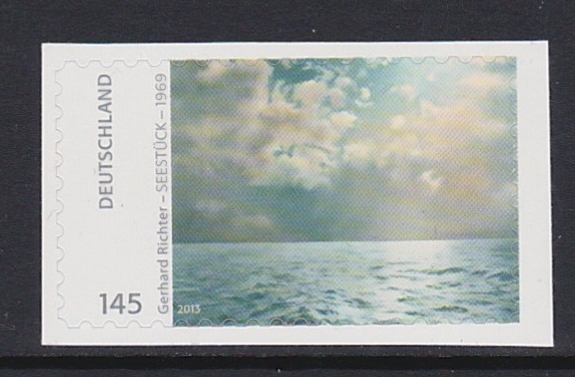 DEUTSCHLAND
Gerhard Richter – SEESTÜCK – 1969
145
2013